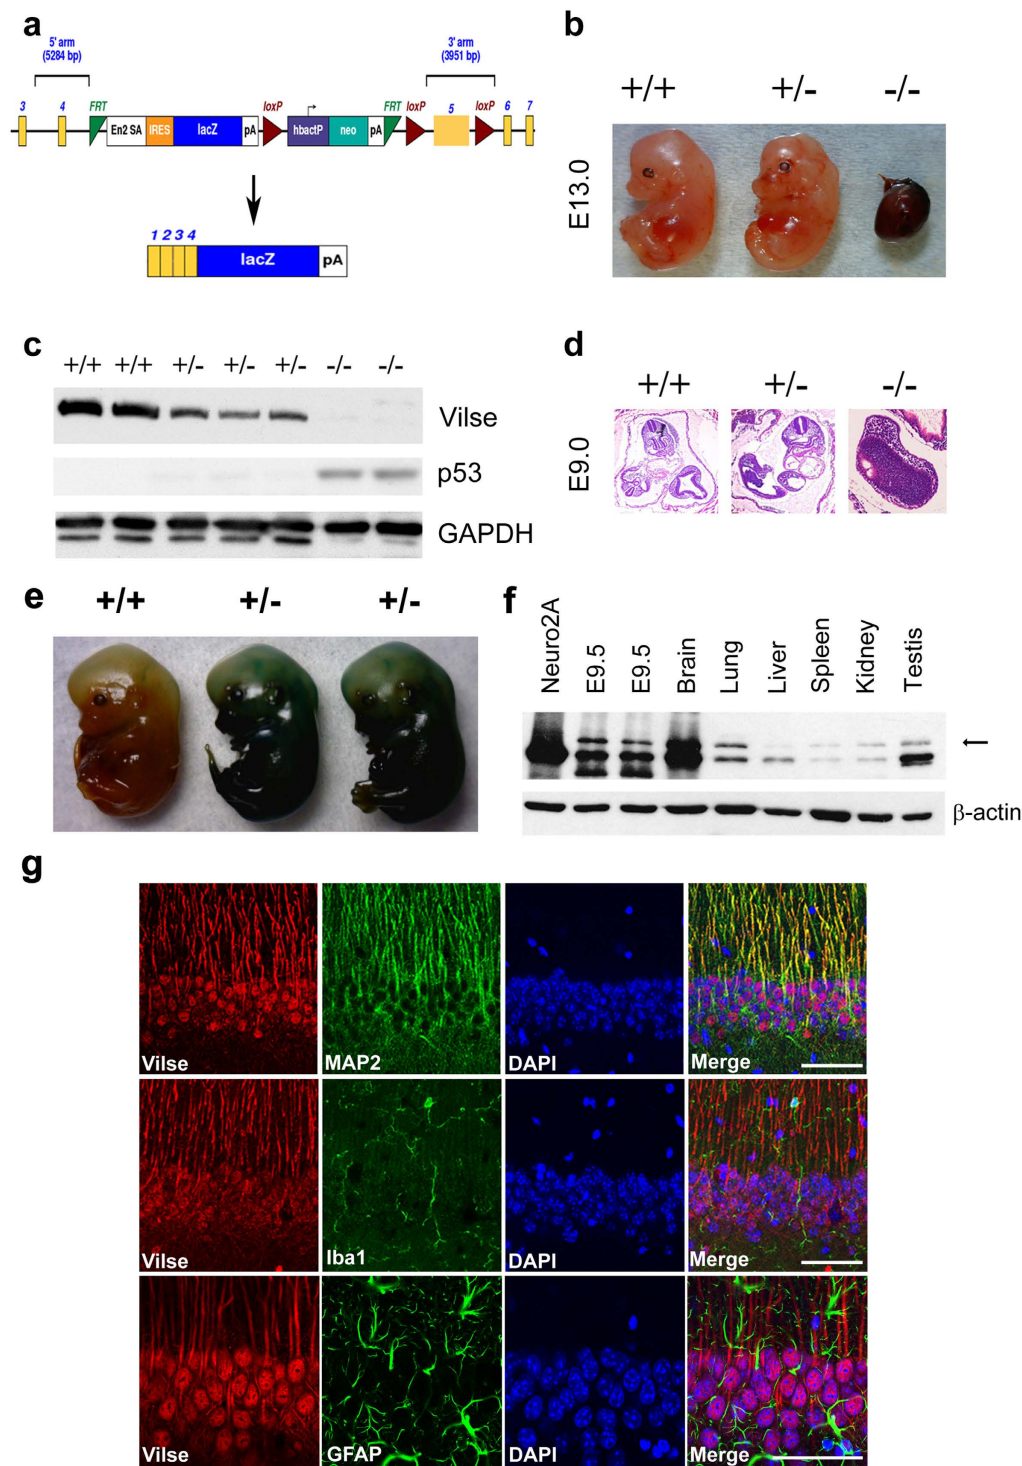 a
5' arm
(5284 bp)
3' arm
(3951 bp)
3 4 FRT loxP FRT loxP 5 loxP 6 7
En2 SA IRES lacZ pA hbactP neo pA
1 2 3 4
lacZ pA
b
+/+ +/- -/-
E13.0
c
+/+ +/+ +/- +/- +/- -/- -/-
Vilse
p53
GAPDH
d
+/+ +/- -/-
E9.0
e
+/+ +/- +/-
f
Neuro2A E9.5 E9.5 Brain Lung Liver Spleen Kidney Testis
←
β-actin
g
Vilse MAP2 DAPI Merge
Vilse Iba1 DAPI Merge
Vilse GFAP DAPI Merge